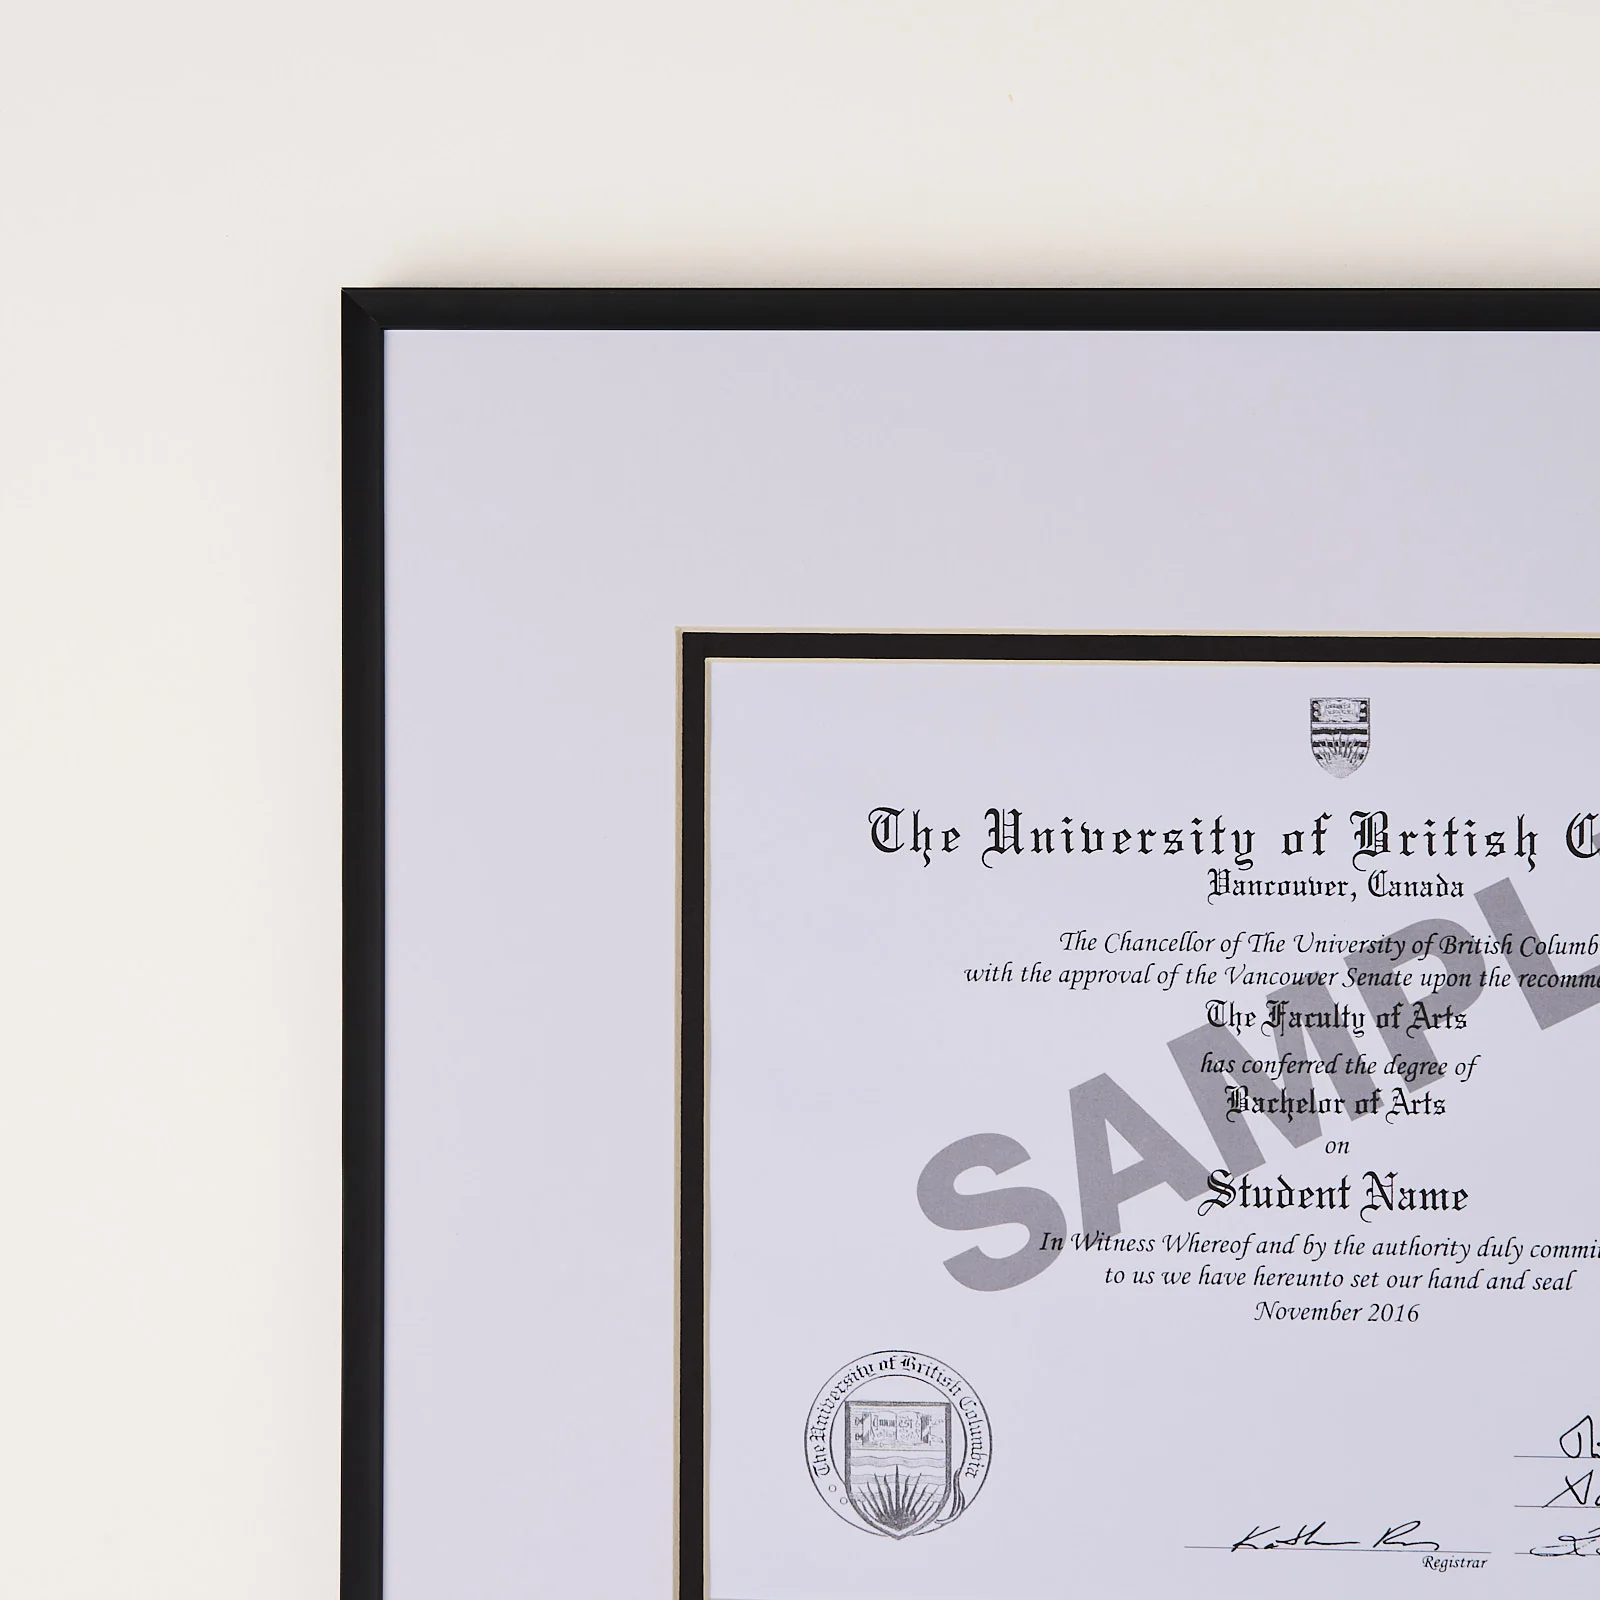 The University of British C
Vancouver, Canada
The Chancellor of The University of British Columb
with the approval of the Vancouver Senate upon the recomme
The Faculty of Arts
has conferred the degree of
Bachelor of Arts
on
Student Name
In Witness Whereof and by the authority duly commi
to us we have hereunto set our hand and seal
November 2016
SAMPL
The University of British Columbia
Registrar